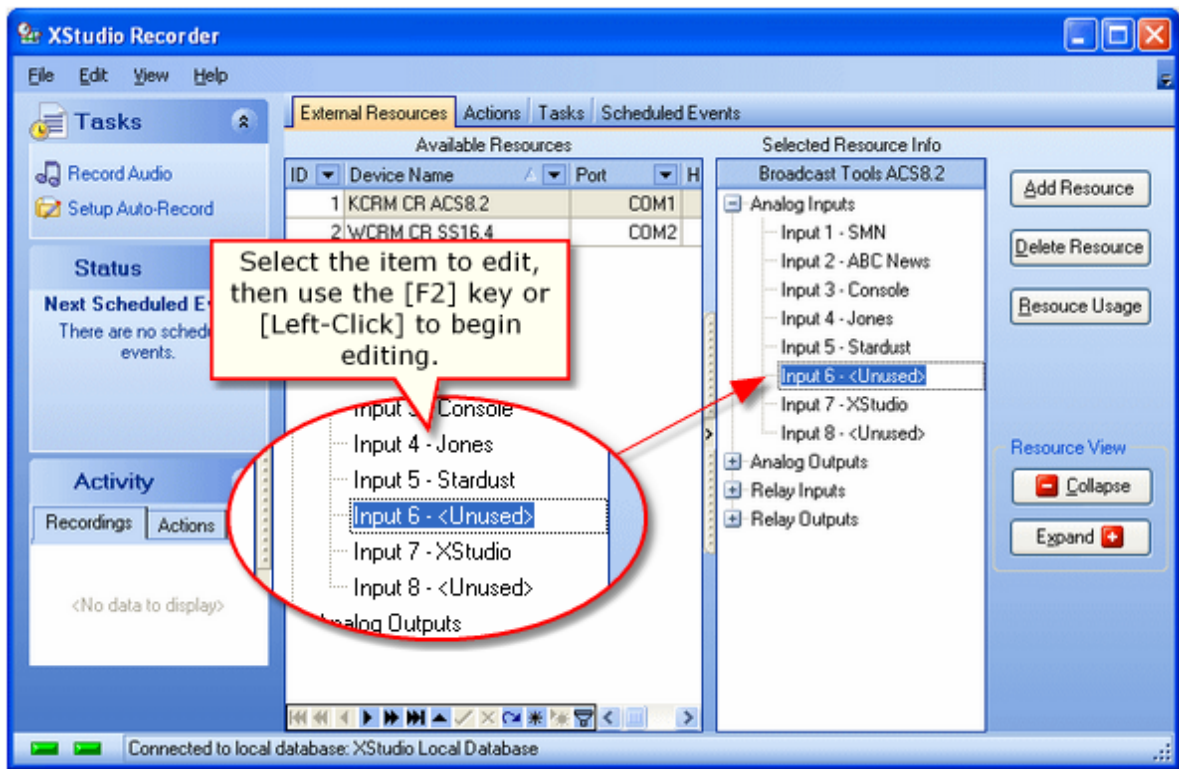 XStudio Recorder
File Edit View Help
Tasks
Record Audio
Setup Auto-Record
Status
Next Scheduled E
There are no sched
events.
Activity
Recordings Actions
<No data to display>
External Resources Actions Tasks Scheduled Events
Available Resources
ID Device Name Port H
1 KCRM CR ACS8.2 COM1
2 WCRM CR SS16.4 COM2
Select the item to edit,
then use the [F2] key or
[Left-Click] to begin
editing.
Console
Input 4 - Jones
Input 5 - Stardust
Input 6 - <Unused>
Input 7 - XStudio
Input 8 - <Unused>
alog Outputs
Selected Resource Info
Broadcast Tools ACS8.2
Analog Inputs
Input 1 - SMN
Input 2 - ABC News
Input 3 - Console
Input 4 - Jones
Input 5 - Stardust
Input 6 - <Unused>
Input 7 - XStudio
Input 8 - <Unused>
Analog Outputs
Relay Inputs
Relay Outputs
Add Resource
Delete Resource
Resouce Usage
Resource View
Collapse
Expand
Connected to local database: XStudio Local Database